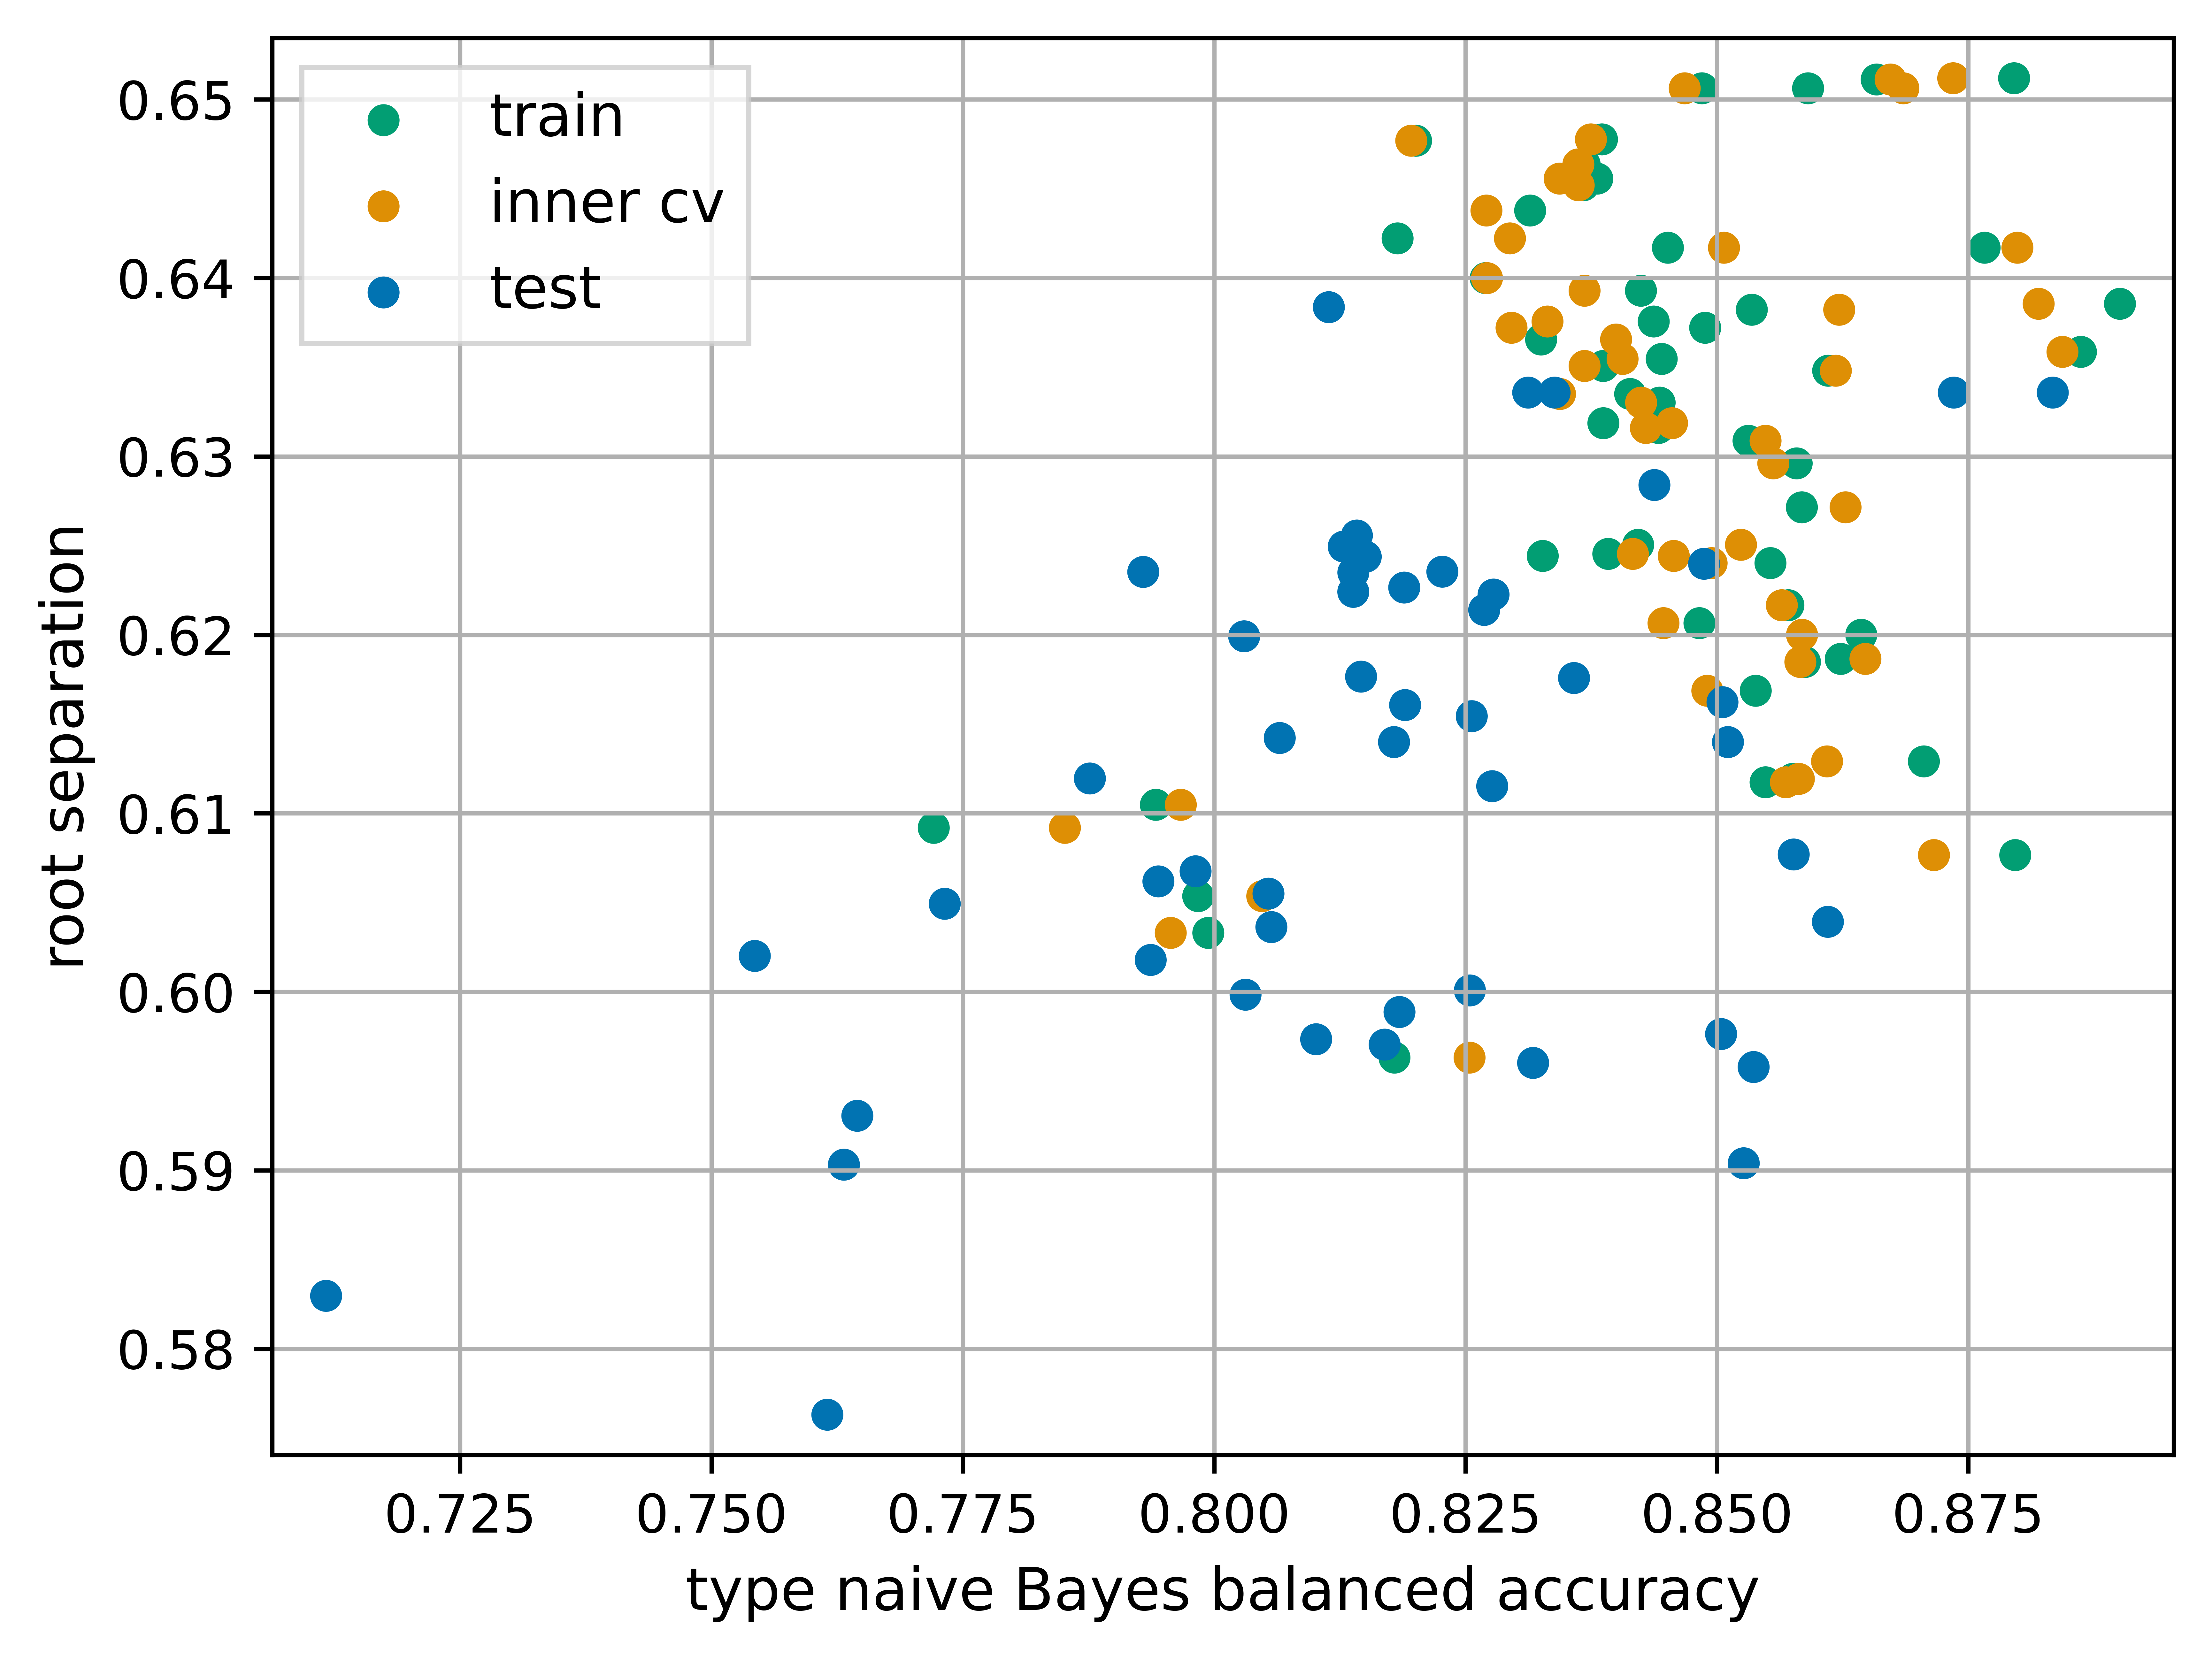 train
inner cv
test
0.65
0.64
0.63
0.62
0.61
0.60
0.59
0.58
root separation
0.725 0.750 0.775 0.800 0.825 0.850 0.875
type naive Bayes balanced accuracy